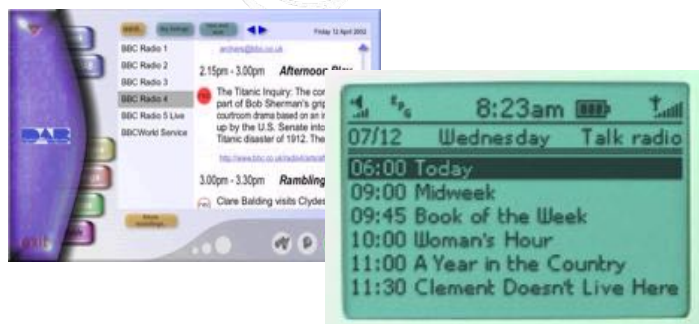 Friday 12 April 2002
BBC Radio 1
BBC Radio 2
BBC Radio 3
BBC Radio 4
BBC Radio 5 Live
BBCWorld Service
archers@bbc.co.uk
2.15pm - 3.00pm Afternoon Play
The Titanic Inquiry: The
part of Bob Sherman's
courtroom drama based on an
up by the U.S. Senate into
Titanic disaster of 1912. The
3.00pm - 3.30pm Rambling
Clare Balding visits
DAB
exit
EPG 8:23am
07/12 Wednesday Talk radio
06:00 Today
09:00 Midweek
09:45 Book of the Week
10:00 Woman's Hour
11:00 A Year in the Country
11:30 Clement Doesn't Live Here